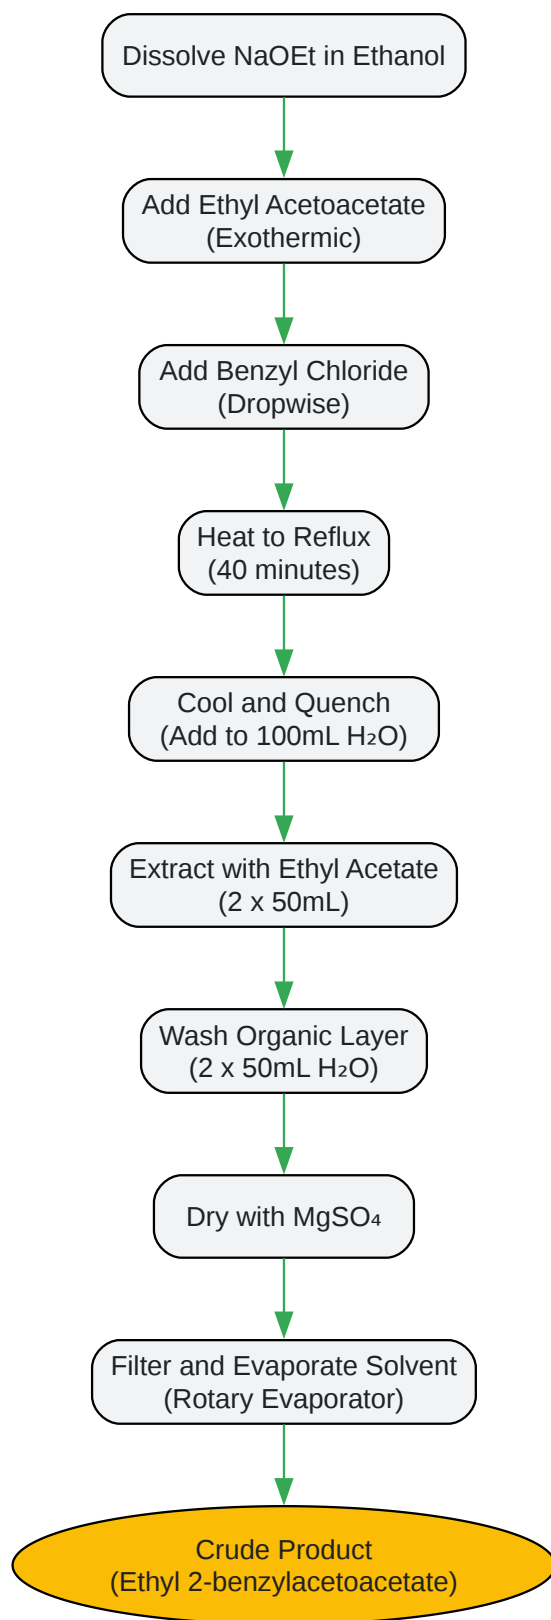 Dissolve NaOEt in Ethanol
Add Ethyl Acetoacetate
(Exothermic)
Add Benzyl Chloride
(Dropwise)
Heat to Reflux
(40 minutes)
Cool and Quench
(Add to 100mL H₂O)
Extract with Ethyl Acetate
(2 x 50mL)
Wash Organic Layer
(2 x 50mL H₂O)
Dry with MgSO₄
Filter and Evaporate Solvent
(Rotary Evaporator)
Crude Product
(Ethyl 2-benzylacetoacetate)